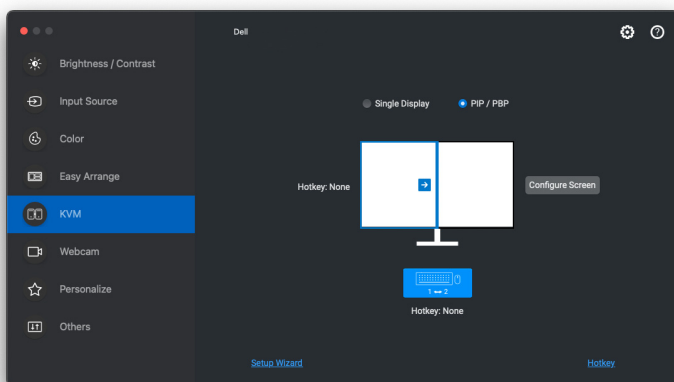 Dell
Brightness / Contrast
Input Source
Color
Easy Arrange
KVM
Webcam
Personalize
Others
Single Display
PIP / PBP
Hotkey: None
Configure Screen
1 2
Hotkey: None
Setup Wizard
Hotkey